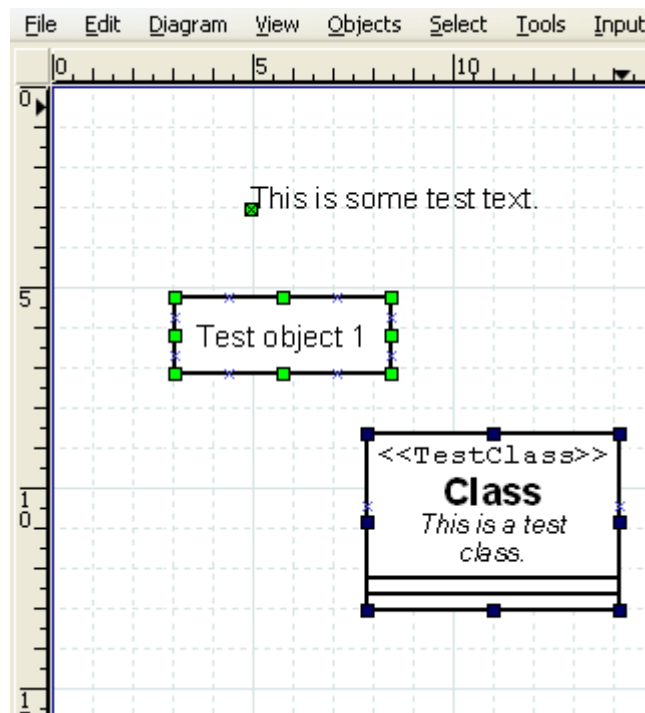 File Edit Diagram View Objects Select Tools Input
0 5 10
0
This is some test text.
5
Test object 1
<<TestClass>>
Class
1
0
This is a test
class.
1